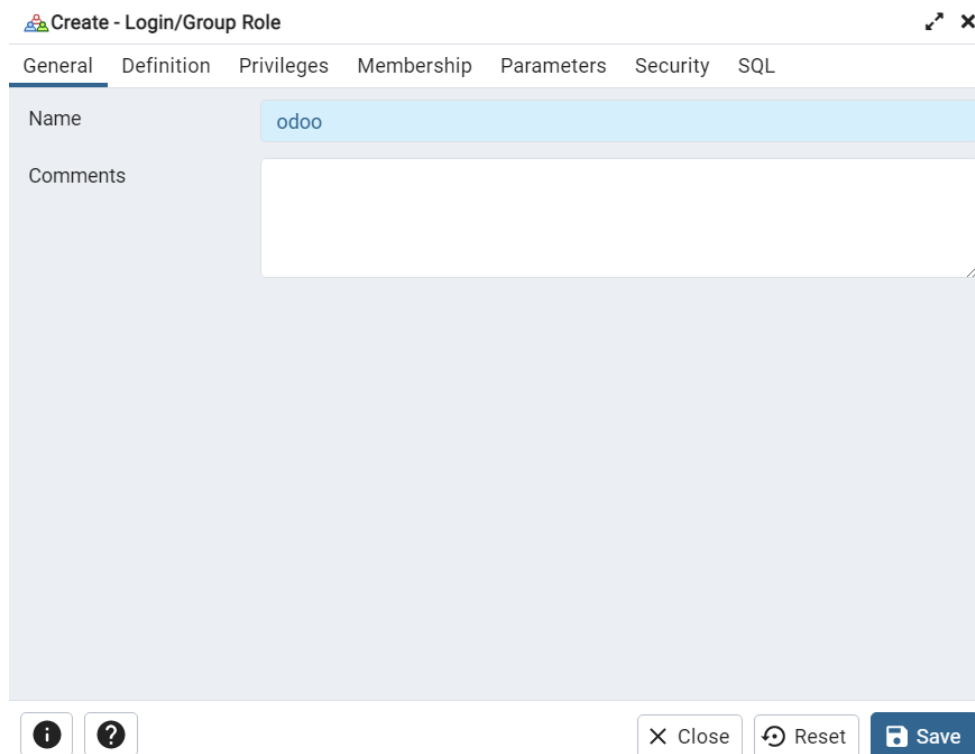 Create - Login/Group Role
General Definition Privileges Membership Parameters Security SQL
Name odoo
Comments
Close Reset Save